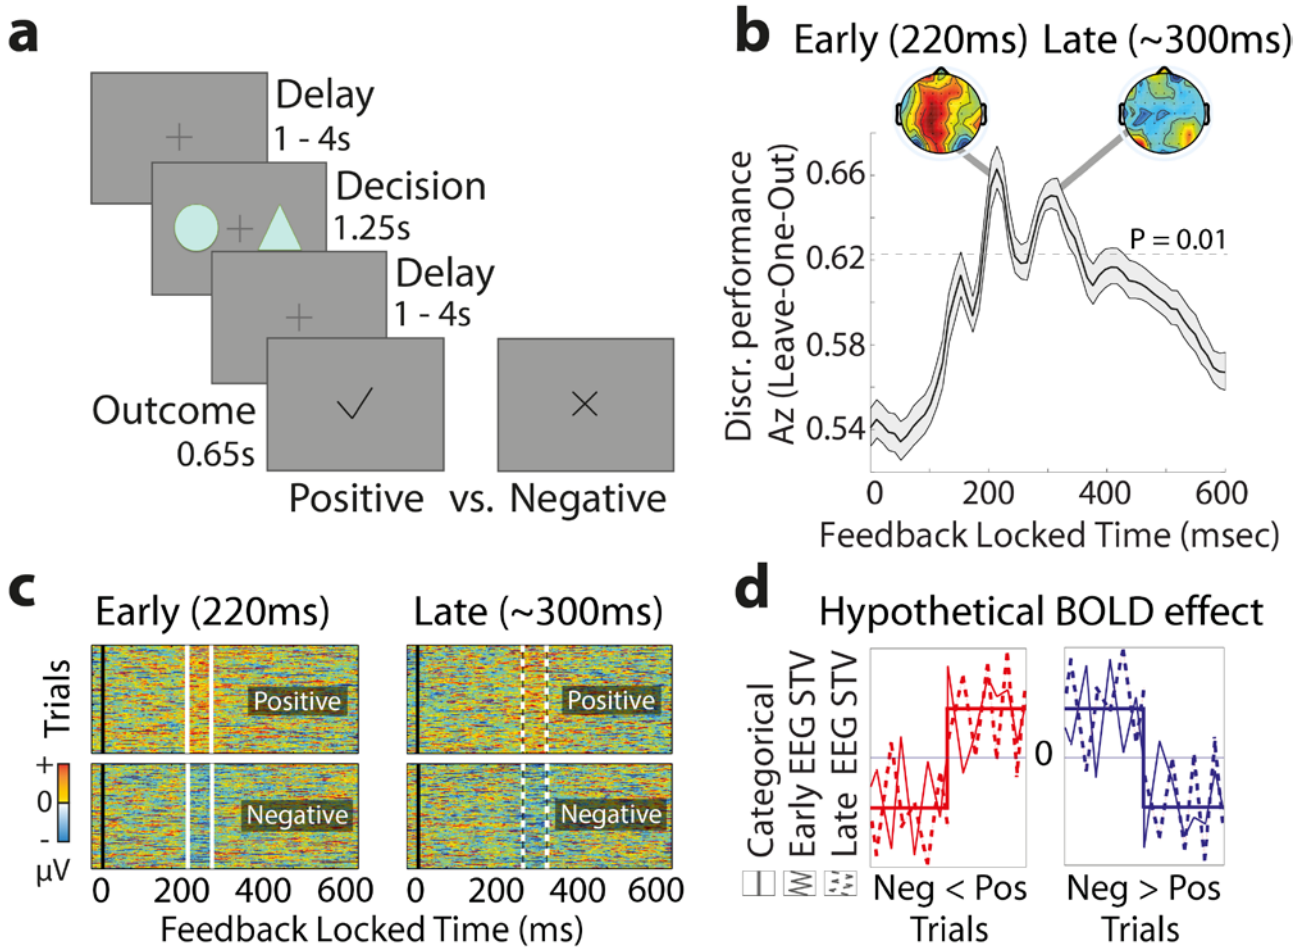 a
Delay
1 - 4s
Decision
1.25s
Delay
1 - 4s
Outcome
0.65s
Positive vs. Negative
b
Early (220ms) Late (~300ms)
Discr. performance
Az (Leave-One-Out)
0.66
0.62
0.58
0.54
P = 0.01
0 200 400 600
Feedback Locked Time (msec)
c
Early (220ms) Late (~300ms)
Trials
Positive
Positive
Negative
Negative
+
0
-
μV
0 200 400 600
0 200 400 600
Feedback Locked Time (ms)
d
Hypothetical BOLD effect
Categorical
Early EEG STV
Late EEG STV
0
Neg < Pos
Trials
Neg > Pos
Trials